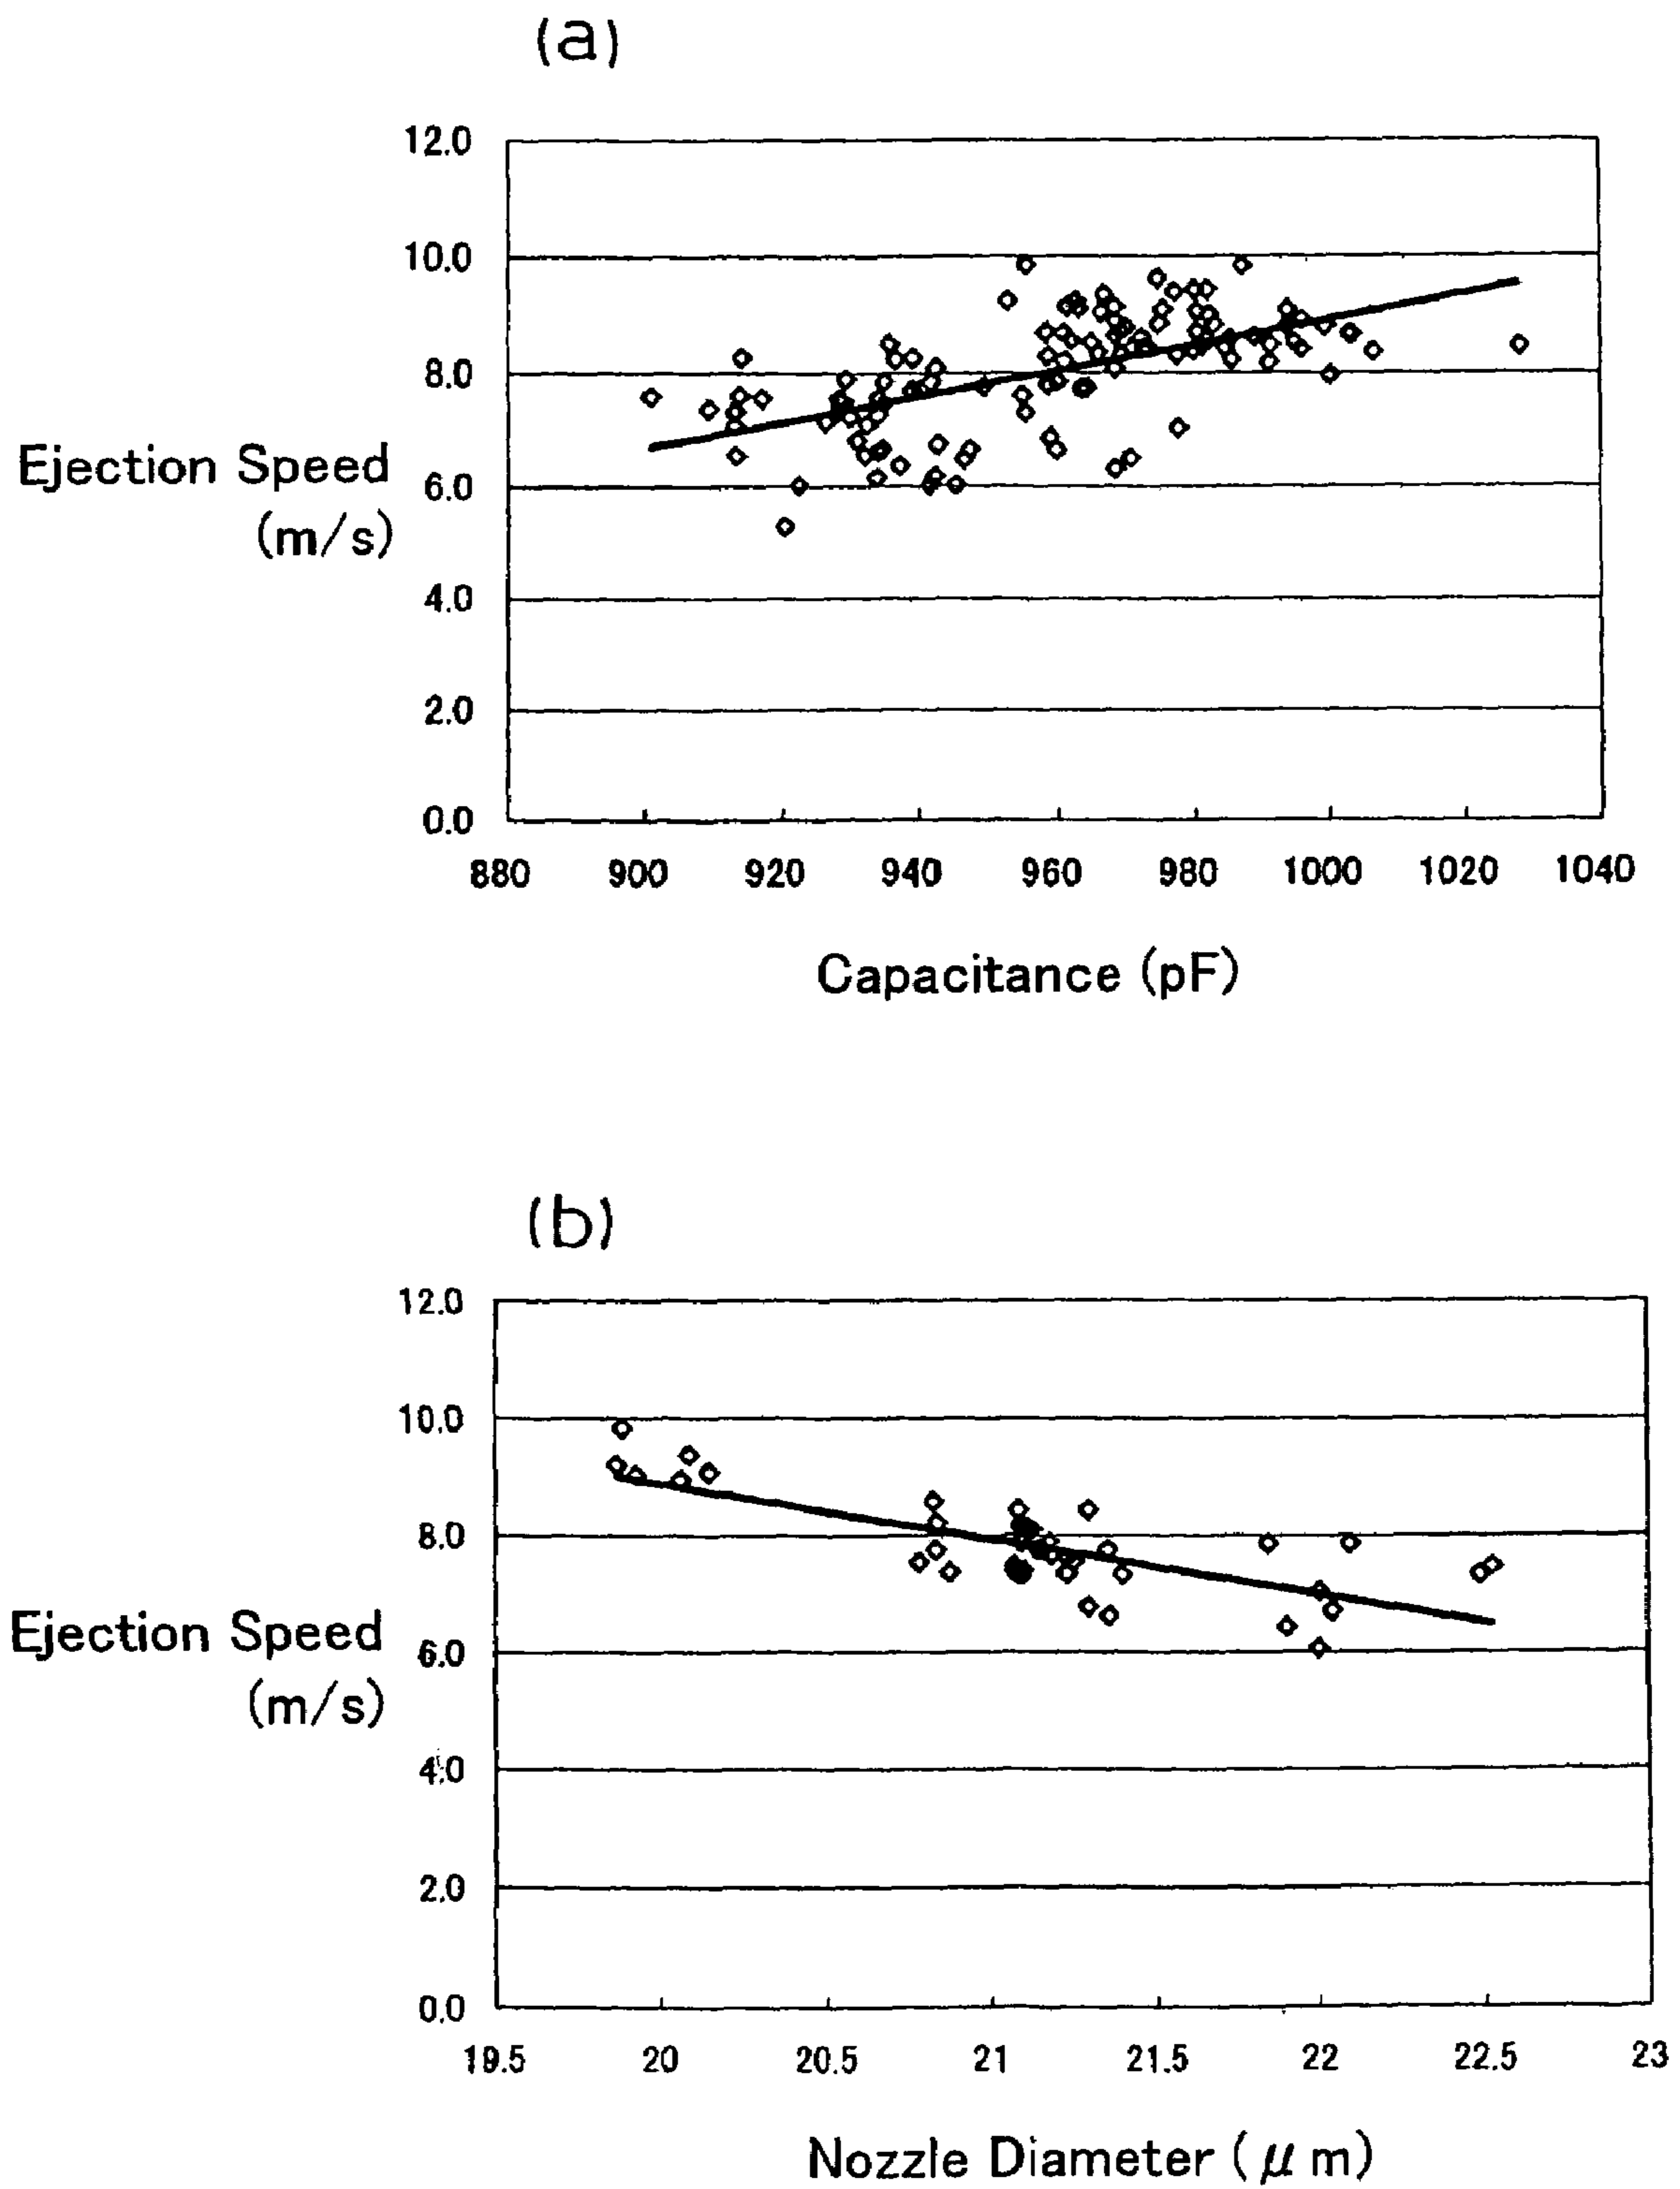 (a)
12.0
10.0
8.0
Ejection Speed
6.0
(m/s)
4.0
2.0
0.0
880 900 920 940 960 980 1000 1020 1040
Capacitance (pF)
(b)
12.0
10.0
8.0
Ejection Speed
6.0
(m/s)
4.0
2.0
0.0
19.5 20 20.5 21 21.5 22 22.5 23
Nozzle Diameter (μm)